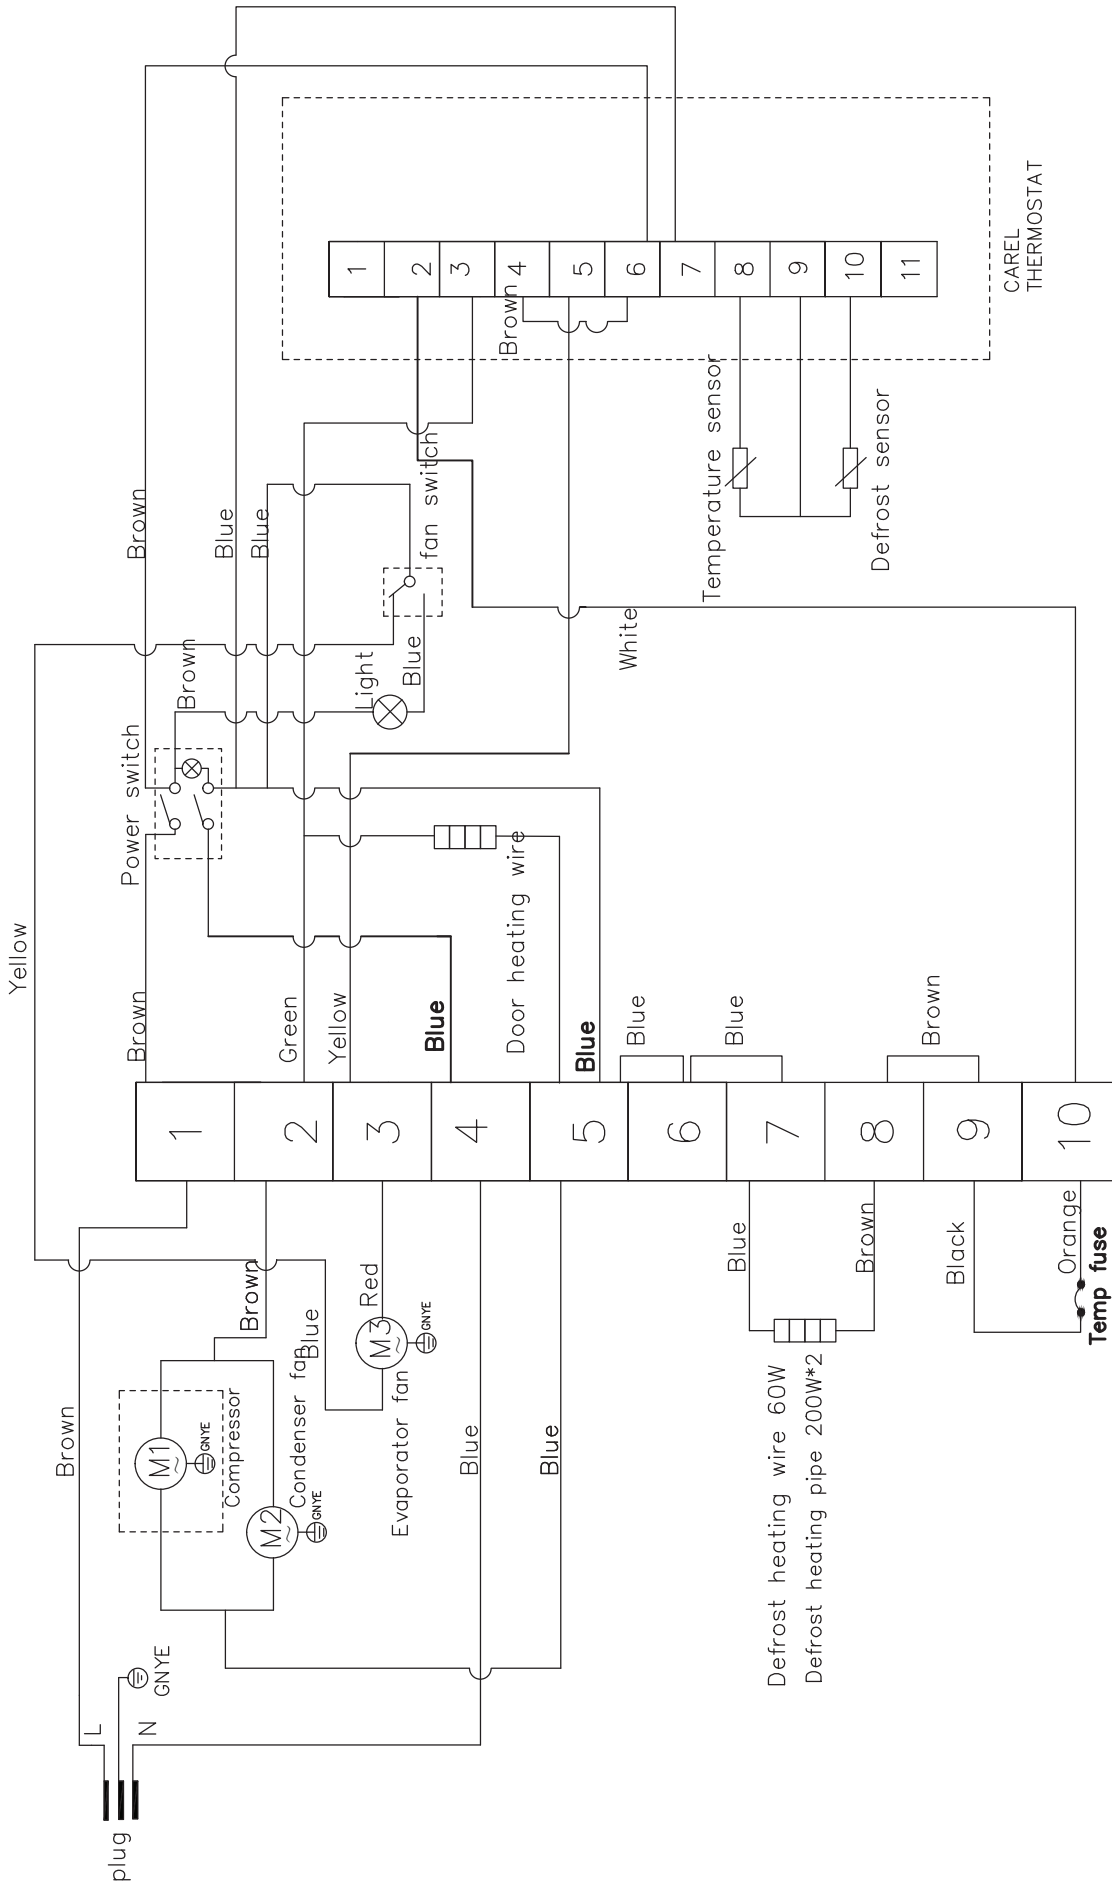 plug
L
N
GNYE
Brown
M1
~
GNYE
Compressor
M2
~
GNYE
Condenser fan
Brown
Blue
M3
~
GNYE
Evaporator fan
Red
Blue
Blue
Defrost heating wire 60W
Defrost heating pipe 200W*2
Blue
Brown
Black
Orange
Temp fuse
1
2
3
4
5
6
7
8
9
10
Yellow
Brown
Green
Yellow
Blue
Door heating wire
Blue
Blue
Blue
Brown
Power switch
Brown
Light
Blue
fan switch
White
Brown
Blue
Blue
Temperature sensor
Defrost sensor
Brown
1
2
3
4
5
6
7
8
9
10
11
CAREL
THERMOSTAT